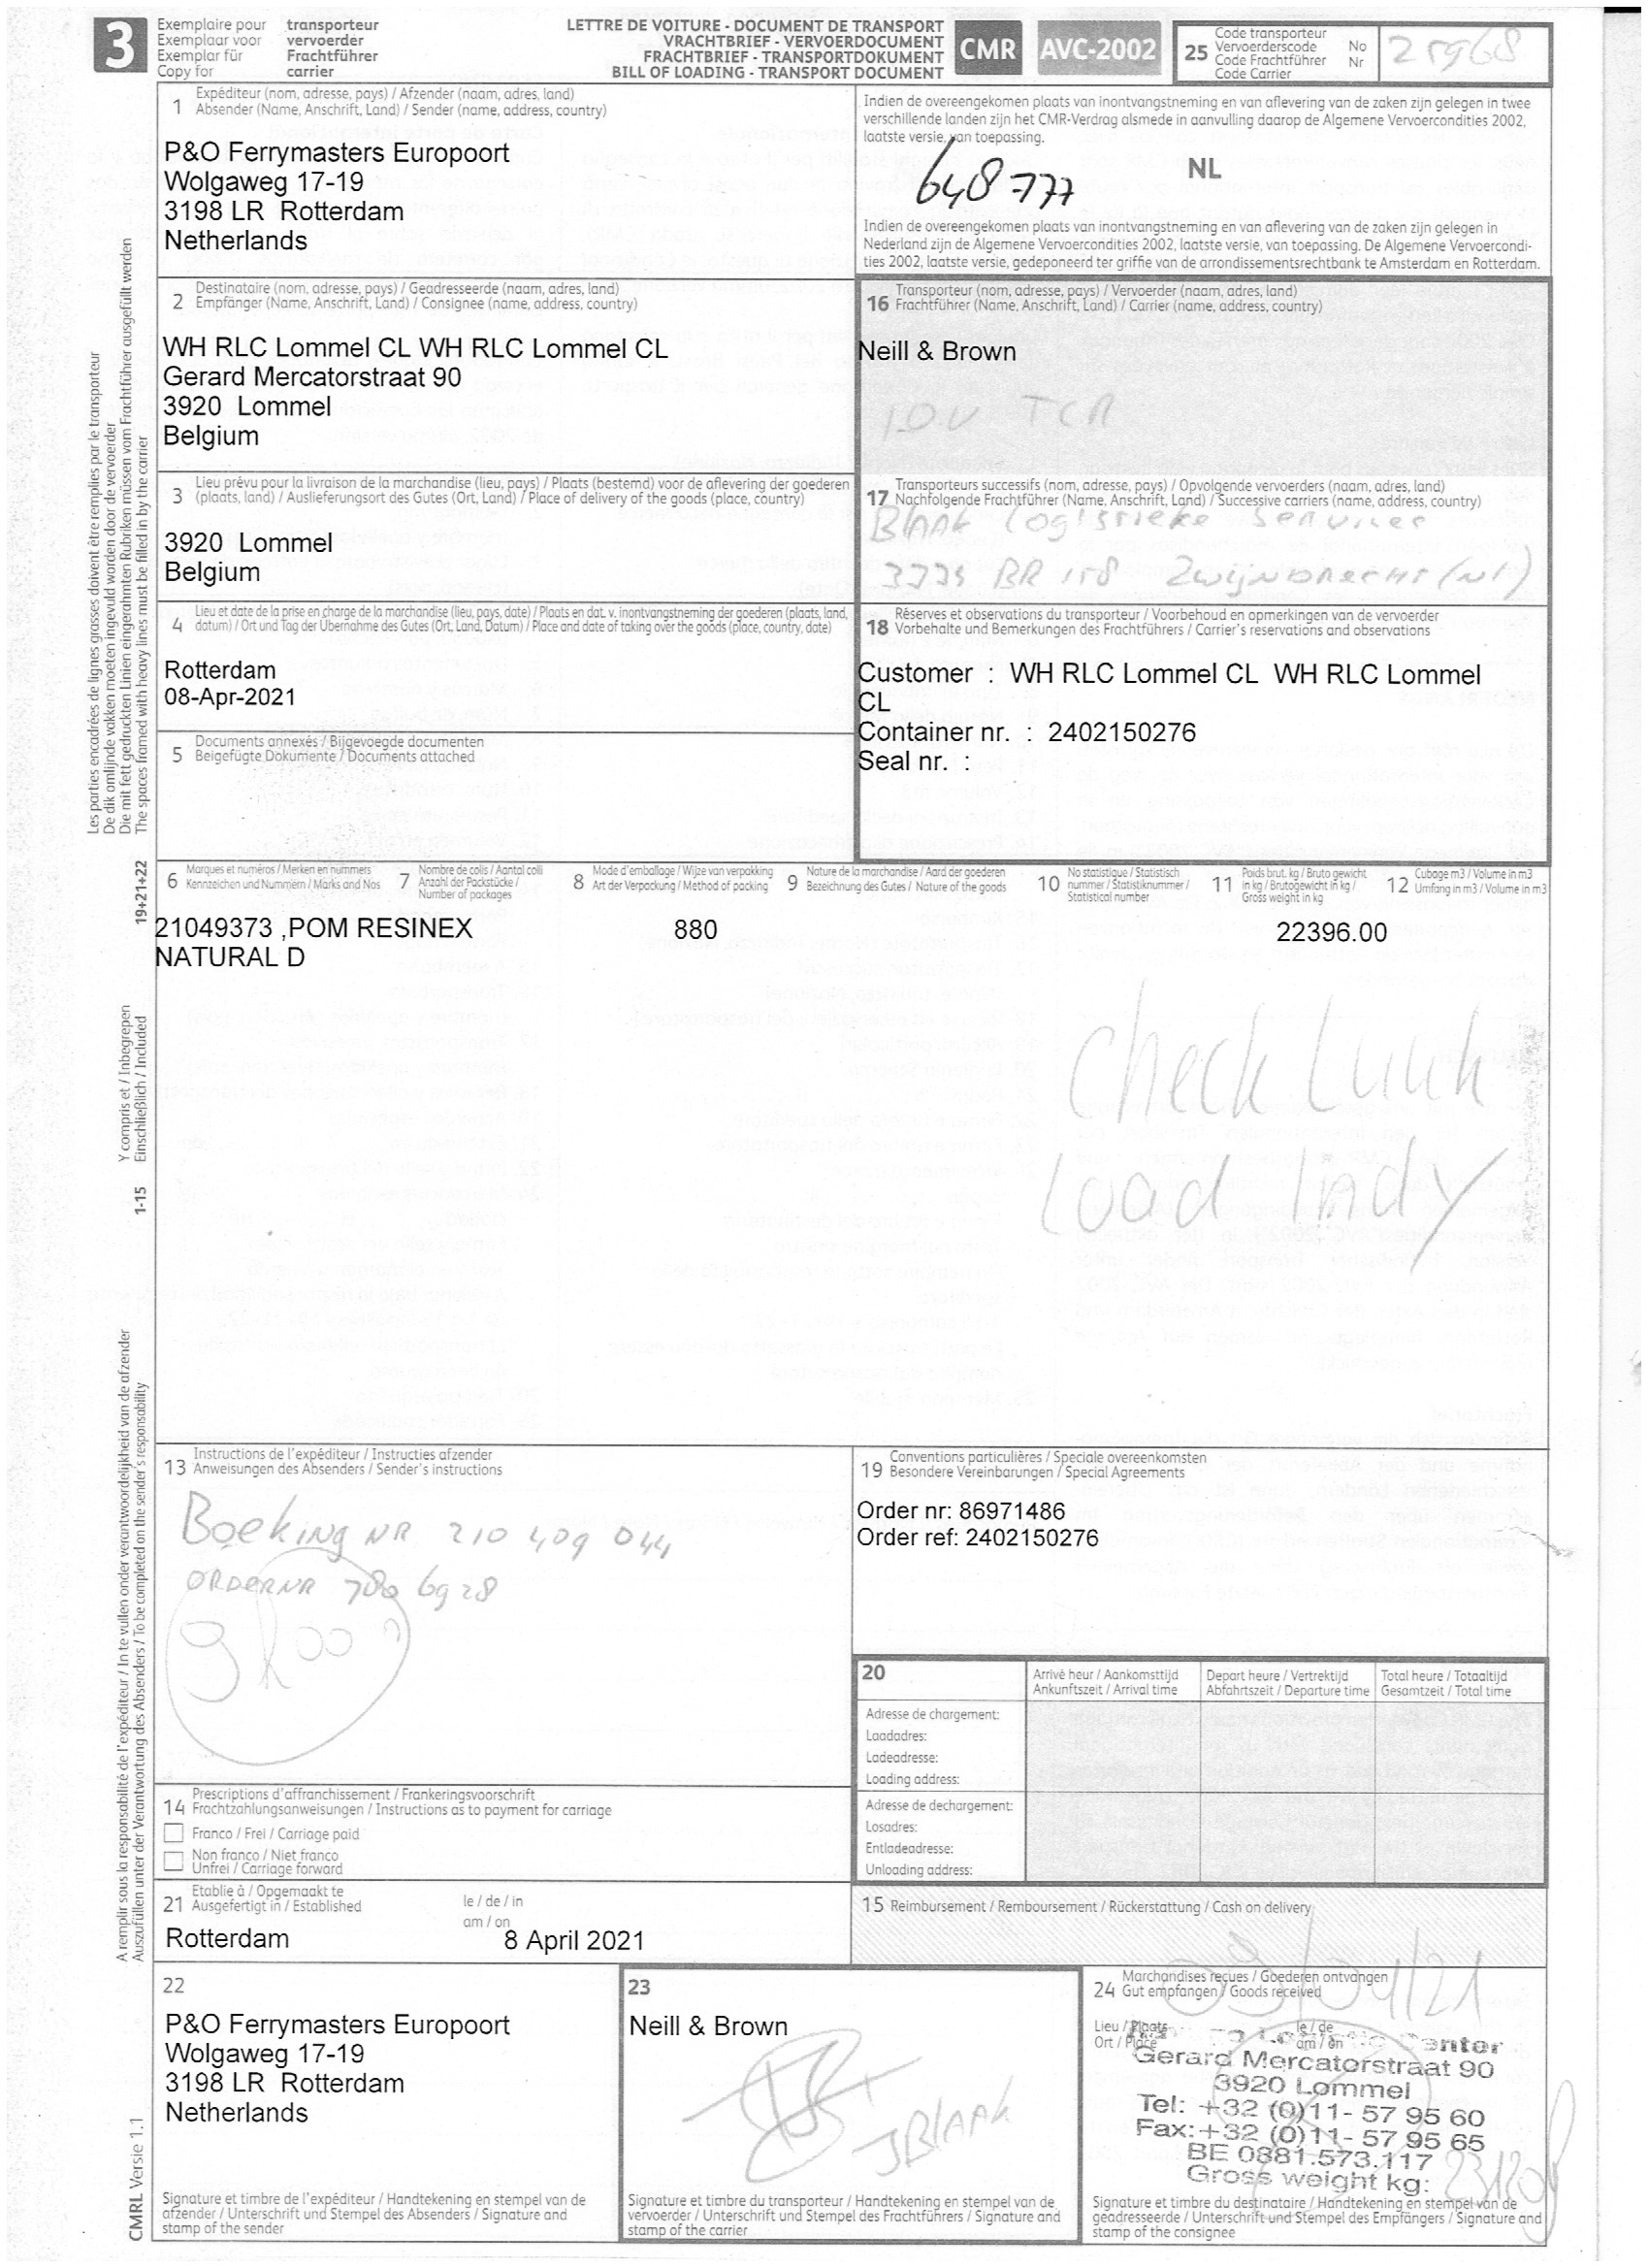 3
Exemplaire pour transporteur
Exemplaar voor vervoerder
Exemplar für Frachtführer
Copy for carrier
LETTRE DE VOITURE - DOCUMENT DE TRANSPORT
VRACHTBRIEF - VERVOERDOCUMENT
FRACHTBRIEF - TRANSPORTDOKUMENT
BILL OF LOADING - TRANSPORT DOCUMENT
CMR AVC-2002
25 Code transporteur
Vervoerderscode No
Code Frachtführer Nr
Code Carrier
25968
1 Expéditeur (nom, adresse, pays) / Afzender (naam, adres, land)
Absender (Name, Anschrift, Land) / Sender (name, address, country)
P&O Ferrymasters Europoort
Wolgaweg 17-19
3198 LR Rotterdam
Netherlands
Indien de overeengekomen plaats van inontvangstneming en van aflevering van de zaken zijn gelegen in twee
verschillende landen zijn het CMR-Verdrag alsmede in aanvulling daarop de Algemene Vervoercondities 2002,
laatste versie, van toepassing.
648777 NL
Indien de overeengekomen plaats van inontvangstneming en van aflevering van de zaken zijn gelegen in
Nederland zijn de Algemene Vervoercondities 2002, laatste versie, van toepassing. De Algemene Vervoercondi-
ties 2002, laatste versie, gedeponeerd ter griffie van de arrondissementsrechtbank te Amsterdam en Rotterdam.
2 Destinataire (nom, adresse, pays) / Geadresseerde (naam, adres, land)
Empfänger (Name, Anschrift, Land) / Consignee (name, address, country)
WH RLC Lommel CL WH RLC Lommel CL
Gerard Mercatorstraat 90
3920 Lommel
Belgium
16 Transporteur (nom, adresse, pays) / Vervoerder (naam, adres, land)
Frachtführer (Name, Anschrift, Land) / Carrier (name, address, country)
Neill & Brown
I.O.V TCR
3 Lieu prévu pour la livraison de la marchandise (lieu, pays) / Plaats (bestemd) voor de aflevering der goederen
(plaats, land) / Auslieferungsort des Gutes (Ort, Land) / Place of delivery of the goods (place, country)
3920 Lommel
Belgium
17 Transporteurs successifs (nom, adresse, pays) / Opvolgende vervoerders (naam, adres, land)
Nachfolgende Frachtführer (Name, Anschrift, Land) / Successive carriers (name, address, country)
Blaak Logistieke Services
BR 158 Zwijndrecht (NL)
4 Lieu et date de la prise en charge de la marchandise (lieu, pays, date) / Plaats en dat. v. inontvangstneming der goederen (plaats, land,
datum) / Ort und Tag der Übernahme des Gutes (Ort, Land, Datum) / Place and date of taking over the goods (place, country, date)
Rotterdam
08-Apr-2021
18 Réserves et observations du transporteur / Voorbehoud en opmerkingen van de vervoerder
Vorbehalte und Bemerkungen des Frachtführers / Carrier's reservations and observations
Customer : WH RLC Lommel CL WH RLC Lommel
CL
Container nr. : 2402150276
Seal nr. :
5 Documents annexés / Bijgevoegde documenten
Beigefügte Dokumente / Documents attached
6 Marques et numéros / Merken en nummers
Kennzeichen und Nummern / Marks and Nos
7 Nombre de colis / Aantal colli
Anzahl der Packstücke /
Number of packages
8 Mode d'emballage / Wijze van verpakking
Art der Verpackung / Method of packing
9 Nature de la marchandise / Aard der goederen
Bezeichnung des Gutes / Nature of the goods
10 No statistique / Statistisch
nummer / Statistiknummer /
Statistical number
11 Poids brut. kg / Bruto gewicht
in kg / Brutogewicht in kg /
Gross weight in kg
12 Cubage m3 / Volume in m3
Umfang in m3 / Volume in m3
21049373 ,POM RESINEX 880 22396.00
NATURAL D
Check
Load
13 Instructions de l'expéditeur / Instructies afzender
Anweisungen des Absenders / Sender's instructions
Boeking NR 210 409 044
ORDERNR 780 6928
9h00
19 Conventions particulières / Speciale overeenkomsten
Besondere Vereinbarungen / Special Agreements
Order nr: 86971486
Order ref: 2402150276
20 Arrivé heur / Aankomsttijd
Ankunftszeit / Arrival time
Depart heure / Vertrektijd
Abfahrtszeit / Departure time
Total heure / Totaaltijd
Gesamtzeit / Total time
Adresse de chargement:
Laadadres:
Ladeadresse:
Loading address:
Adresse de dechargement:
Losadres:
Entladeadresse:
Unloading address:
14 Prescriptions d'affranchissement / Frankeringsvoorschrift
Frachtzahlungsanweisungen / Instructions as to payment for carriage
Franco / Frei / Carriage paid
Non franco / Niet franco
Unfrei / Carriage forward
21 Etablie à / Opgemaakt te
Ausgefertigt in / Established
le / de / in
am / on
Rotterdam 8 April 2021
15 Reimbursement / Remboursement / Rückerstattung / Cash on delivery
22
P&O Ferrymasters Europoort
Wolgaweg 17-19
3198 LR Rotterdam
Netherlands
Signature et timbre de l'expéditeur / Handtekening en stempel van de
afzender / Unterschrift und Stempel des Absenders / Signature and
stamp of the sender
23
Neill & Brown
J BLAAK
Signature et timbre du transporteur / Handtekening en stempel van de
vervoerder / Unterschrift und Stempel des Frachtführers / Signature and
stamp of the carrier
24 Marchandises reçues / Goederen ontvangen
Gut empfangen / Goods received
09/04/21
Lieu / Plaats le / de
Ort / Place am / on
Center
Gerard Mercatorstraat 90
3920 Lommel
Tel: +32 (0)11- 57 95 60
Fax: +32 (0)11- 57 95 65
BE 0881.573.117
Gross weight kg:
Signature et timbre du destinataire / Handtekening en stempel van de
geadresseerde / Unterschrift und Stempel des Empfängers / Signature and
stamp of the consignee
Les parties encadrées de lignes grasses doivent être remplies par le transporteur
De dik omlijnde vakken moeten ingevuld worden door de vervoerder
Die mit fett gedruckten Linien eingerahmten Rubriken müssen vom Frachtführer ausgefüllt werden
The spaces framed with heavy lines must be filled in by the carrier
19+21+22
Y compris et / Inbegrepen
Einschließlich / Included
1-15
A remplir sous la responsabilité de l'expéditeur / In te vullen onder verantwoordelijkheid van de afzender
Auszufüllen unter der Verantwortung des Absenders / To be completed on the sender's responsibility
CMRL Versie 1.1